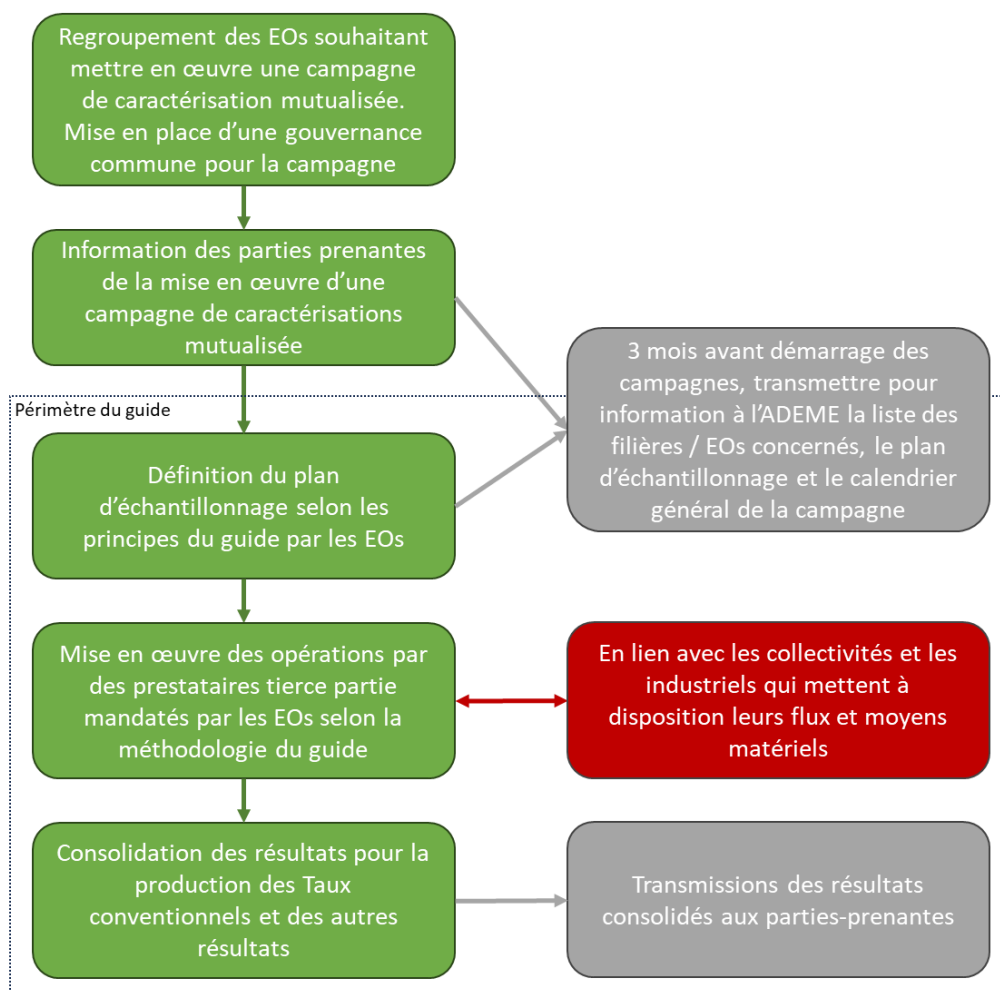 Regroupement des EOs souhaitant
mettre en œuvre une campagne
de caractérisation mutualisée.
Mise en place d’une gouvernance
commune pour la campagne
Information des parties prenantes
de la mise en œuvre d’une
campagne de caractérisations
mutualisée
3 mois avant démarrage des
campagnes, transmettre pour
information à l’ADEME la liste des
filières / EOs concernés, le plan
d’échantillonnage et le calendrier
général de la campagne
Périmètre du guide
Définition du plan
d’échantillonnage selon les
principes du guide par les EOs
Mise en œuvre des opérations par
des prestataires tierce partie
mandatés par les EOs selon la
méthodologie du guide
En lien avec les collectivités et les
industriels qui mettent à
disposition leurs flux et moyens
matériels
Consolidation des résultats pour la
production des Taux
conventionnels et des autres
résultats
Transmissions des résultats
consolidés aux parties-prenantes